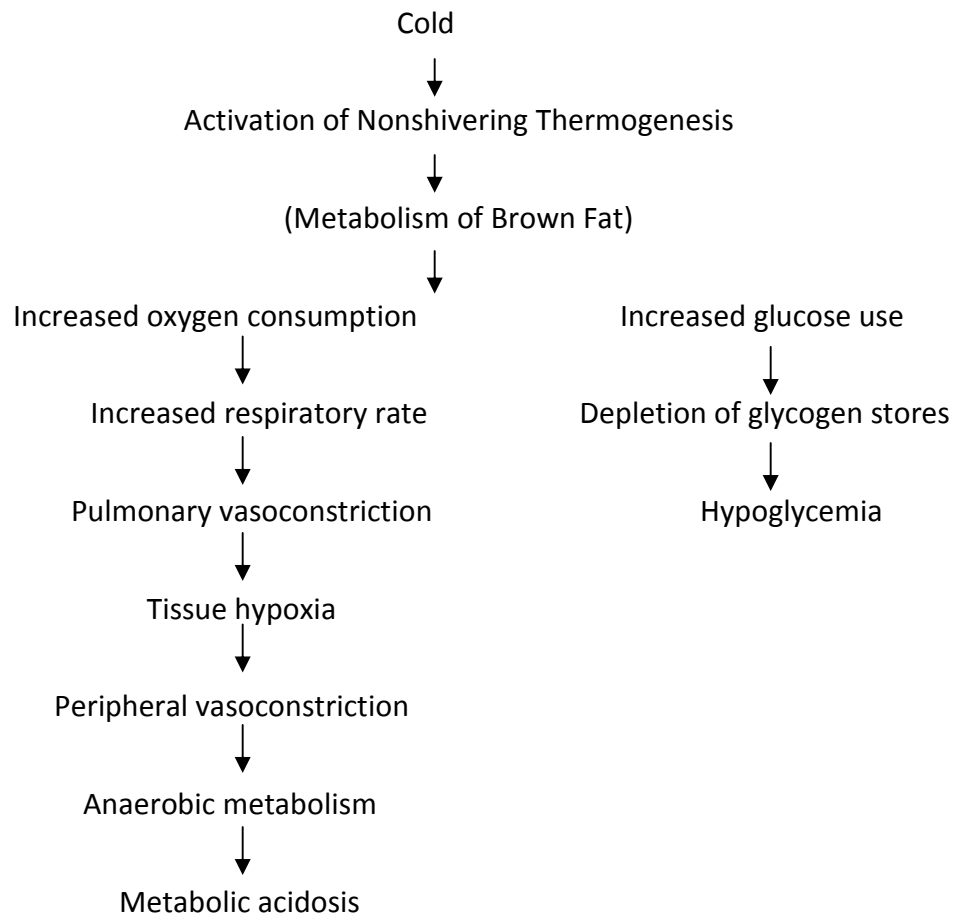 Cold
Activation of Nonshivering Thermogenesis
(Metabolism of Brown Fat)
Increased oxygen consumption
Increased glucose use
Increased respiratory rate
Depletion of glycogen stores
Pulmonary vasoconstriction
Hypoglycemia
Tissue hypoxia
Peripheral vasoconstriction
Anaerobic metabolism
Metabolic acidosis